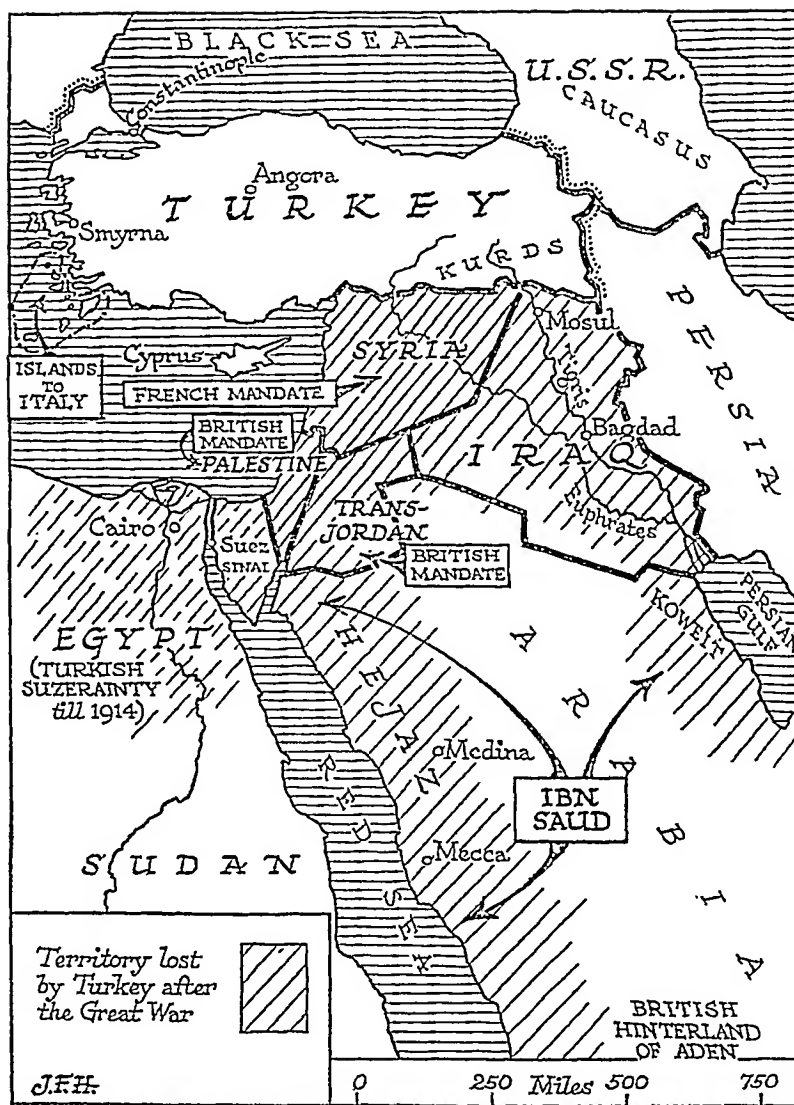 BLACK SEA
Constantinople
U.S.S.R.
CAUCASUS
Angora
TURKEY
Smyrna
KURDS
PERSIA
Mosul
SYRIA
Cyprus
ISLANDS
TO
ITALY
FRENCH MANDATE
Tigris
BRITISH
MANDATE
PALESTINE
Bagdad
IRAQ
Cairo
Suez
SINAI
TRANS-
JORDAN
Euphrates
BRITISH
MANDATE
PERSIAN
GULF
KOWEIT
EGYPT
(TURKISH
SUZERAINTY
till 1914)
HEJAZ
ARABIA
Medina
IBN
SAUD
RED SEA
Mecca
SUDAN
Territory lost
by Turkey after
the Great War
BRITISH
HINTERLAND
OF ADEN
J.F.H.
0 250 Miles 500 750